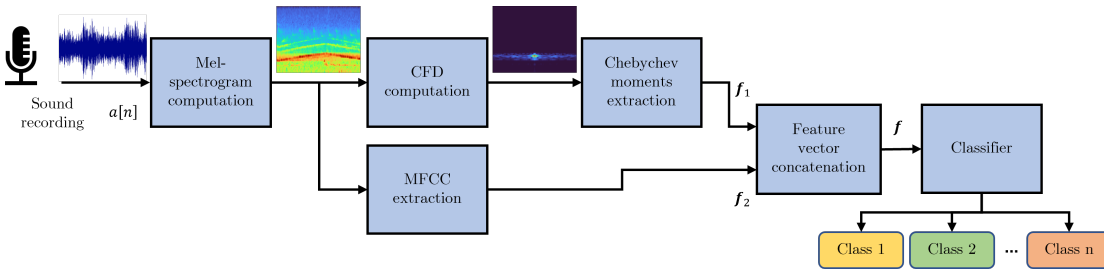 Sound
recording
a[n]
Mel-
spectrogram
computation
CFD
computation
Chebychev
moments
extraction
f₁
MFCC
extraction
f₂
Feature
vector
concatenation
f
Classifier
Class 1
Class 2
...
Class n